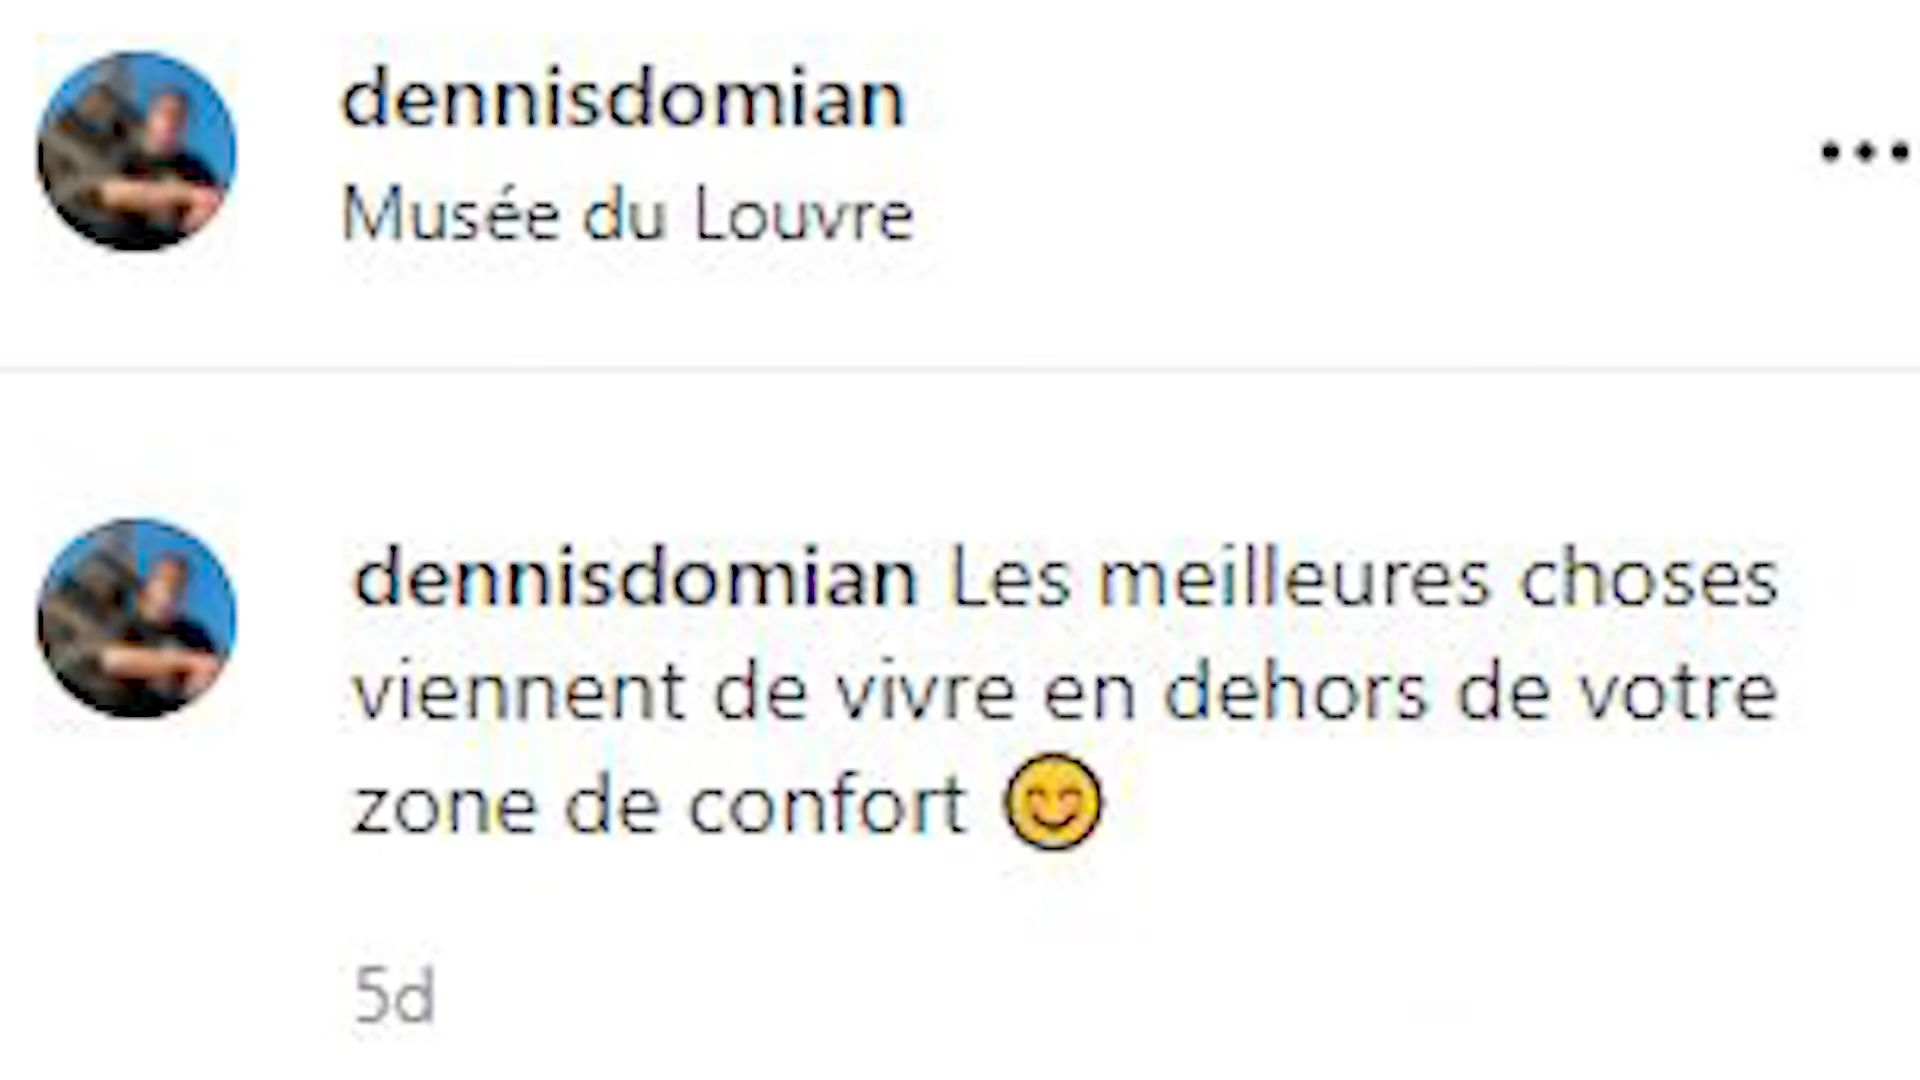 dennisdomian
Musée du Louvre
dennisdomian Les meilleures choses
viennent de vivre en dehors de votre
zone de confort 😊
5d